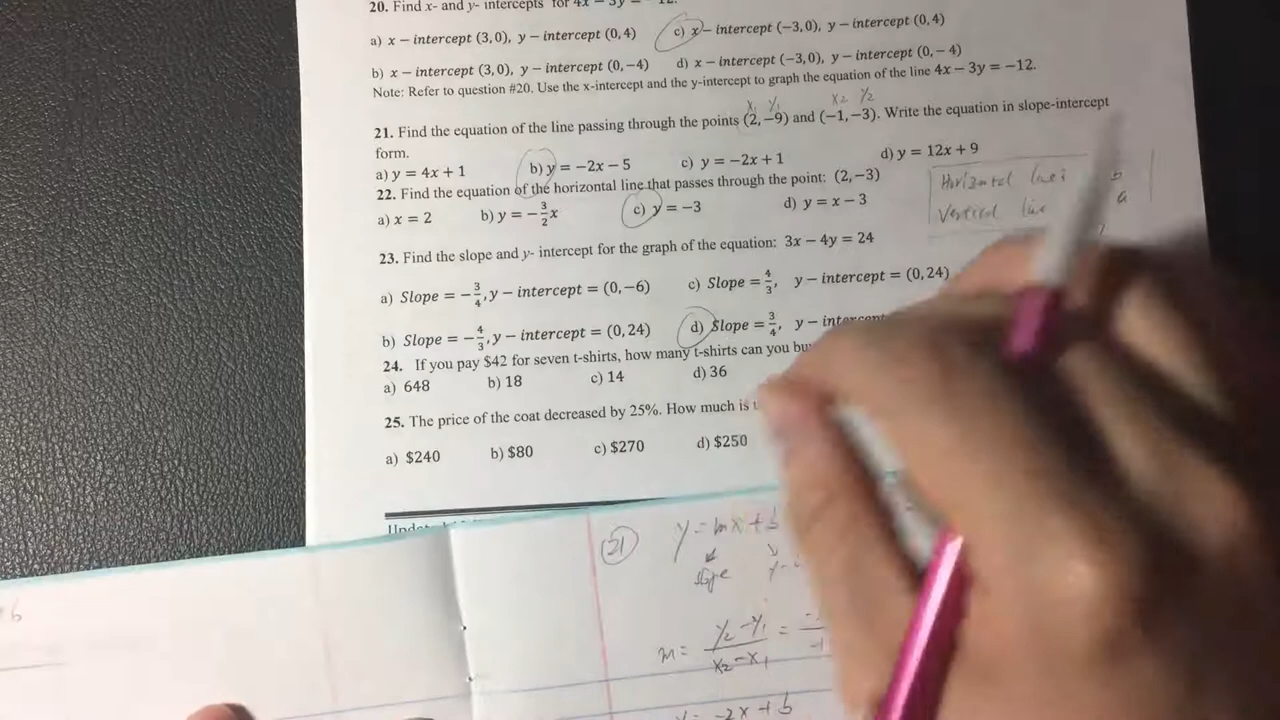 20. Find x- and y- intercepts for 4x − 3y = −12.
a) x − intercept (3,0), y − intercept (0,4) c) x − intercept (−3,0), y − intercept (0,4)
b) x − intercept (3,0), y − intercept (0,−4) d) x − intercept (−3,0), y − intercept (0,−4)
Note: Refer to question #20. Use the x-intercept and the y-intercept to graph the equation of the line 4x − 3y = −12.
x₁ y₁ x₂ y₂
21. Find the equation of the line passing through the points (2,−9) and (−1,−3). Write the equation in slope-intercept
form.
a) y = 4x + 1 b) y = −2x − 5 c) y = −2x + 1 d) y = 12x + 9
22. Find the equation of the horizontal line that passes through the point: (2,−3)
Horizontal line: b
a) x = 2 b) y = −3/2 x c) y = −3 d) y = x − 3
Vertical line a
23. Find the slope and y- intercept for the graph of the equation: 3x − 4y = 24
a) Slope = −3/4, y − intercept = (0,−6) c) Slope = 4/3, y − intercept = (0,24)
b) Slope = −4/3, y − intercept = (0,24) d) Slope = 3/4, y −
24. If you pay $42 for seven t-shirts, how many t-shirts can you
a) 648 b) 18 c) 14 d) 36
25. The price of the coat decreased by 25%. How much is
a) $240 b) $80 c) $270 d) $250
(21) y = mx + b
slope y-
m = y₂−y₁/x₂−x₁ =
−2x + b